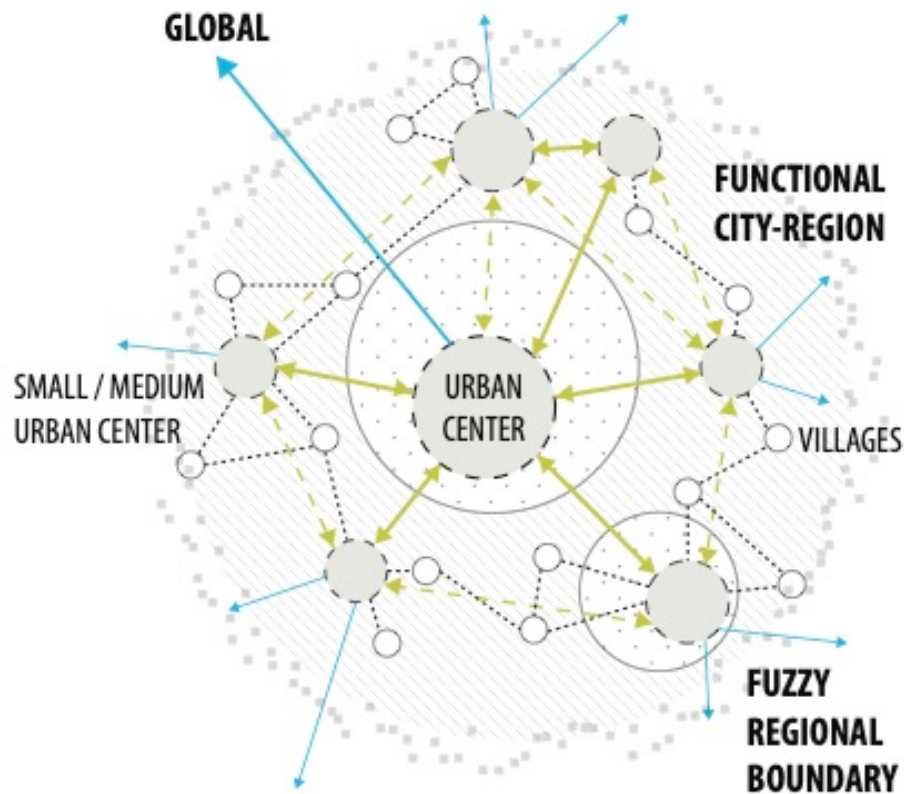 GLOBAL
FUNCTIONAL
CITY-REGION
SMALL / MEDIUM
URBAN CENTER
URBAN
CENTER
VILLAGES
FUZZY
REGIONAL
BOUNDARY